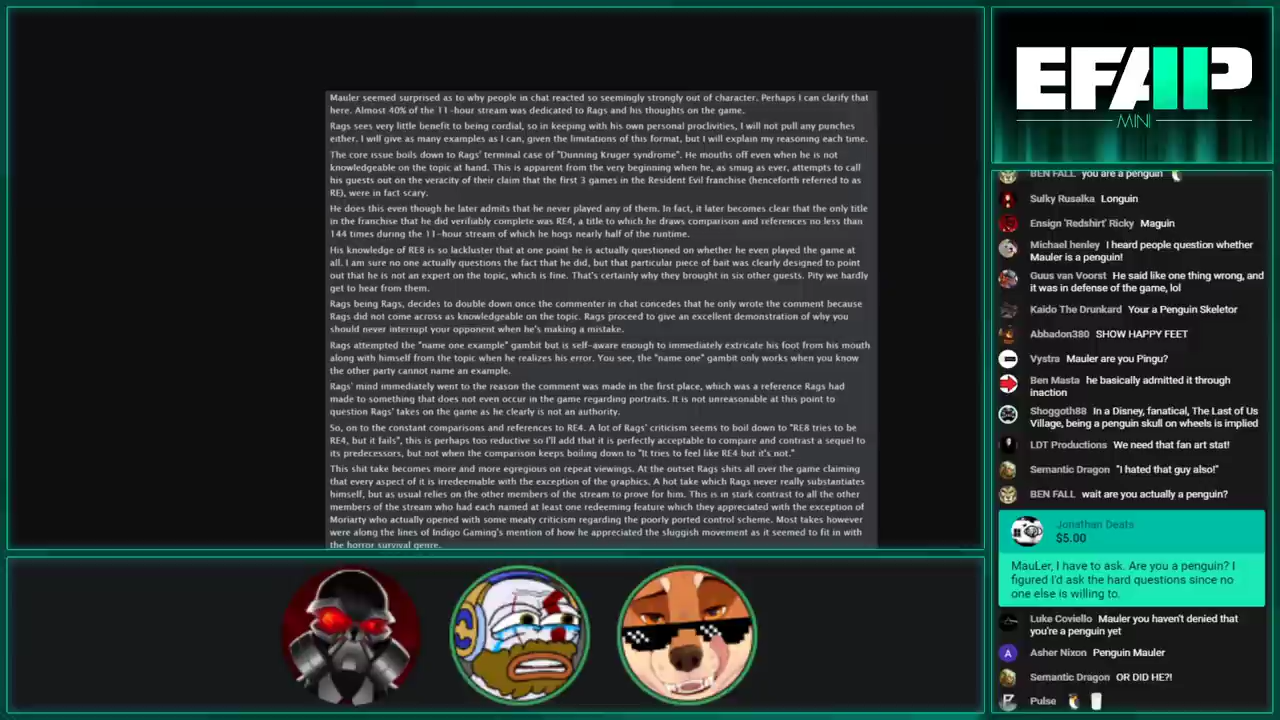 Mauler seemed surprised as to why people in chat reacted so seemingly strongly out of character. Perhaps I can clarify that
here. Almost 40% of the 11-hour stream was dedicated to Rags and his thoughts on the game.
Rags sees very little benefit to being cordial, so in keeping with his own personal proclivities, I will not pull any punches
either. I will give as many examples as I can, given the limitations of this format, but I will explain my reasoning each time.
The core issue boils down to Rags' terminal case of "Dunning Kruger syndrome". He mouths off even when he is not
knowledgeable on the topic at hand. This is apparent from the very beginning when he, as smug as ever, attempts to call
his guests out on the veracity of their claim that the first 3 games in the Resident Evil franchise (henceforth referred to as
RE), were in fact scary.
He does this even though he later admits that he never played any of them. In fact, it later becomes clear that the only title
in the franchise that he did verifiably complete was RE4, a title to which he draws comparison and references no less than
144 times during the 11-hour stream of which he hogs nearly half of the runtime.
His knowledge of RE8 is so lackluster that at one point he is actually questioned on whether he even played the game at
all. I am sure no one actually questions the fact that he did, but that particular piece of bait was clearly designed to point
out that he is not an expert on the topic, which is fine. That's certainly why they brought in six other guests. Pity we hardly
get to hear from them.
Rags being Rags, decides to double down once the commenter in chat concedes that he only wrote the comment because
Rags did not come across as knowledgeable on the topic. Rags proceed to give an excellent demonstration of why you
should never interrupt your opponent when he's making a mistake.
Rags attempted the "name one example" gambit but is self-aware enough to immediately extricate his foot from his mouth
along with himself from the topic when he realizes his error. You see, the "name one" gambit only works when you know
the other party cannot name an example.
Rags' mind immediately went to the reason the comment was made in the first place, which was a reference Rags had
made to something that does not even occur in the game regarding portraits. It is not unreasonable at this point to
question Rags' takes on the game as he clearly is not an authority.
So, on to the constant comparisons and references to RE4. A lot of Rags' criticism seems to boil down to "RE8 tries to be
RE4, but it fails", this is perhaps too reductive so I'll add that it is perfectly acceptable to compare and contrast a sequel to
its predecessors, but not when the comparison keeps boiling down to "It tries to feel like RE4 but it's not."
This shit take becomes more and more egregious on repeat viewings. At the outset Rags shits all over the game claiming
that every aspect of it is irredeemable with the exception of the graphics. A hot take which Rags never really substantiates
himself, but as usual relies on the other members of the stream to prove for him. This is in stark contrast to all the other
members of the stream who had each named at least one redeeming feature which they appreciated with the exception of
Moriarty who actually opened with some meaty criticism regarding the poorly ported control scheme. Most takes however
were along the lines of Indigo Gaming's mention of how he appreciated the sluggish movement as it seemed to fit in with
the horror survival genre.
EFAP
MINI
BEN FALL you are a penguin 🐧
Sulky Rusalka Longuin
Ensign 'Redshirt' Ricky Maguin
Michael henley I heard people question whether
Mauler is a penguin!
Guus van Voorst He said like one thing wrong, and
it was in defense of the game, lol
Kaido The Drunkard Your a Penguin Skeletor
Abbadon380 SHOW HAPPY FEET
Vystra Mauler are you Pingu?
Ben Masta he basically admitted it through
inaction
Shoggoth88 In a Disney, fanatical, The Last of Us
Village, being a penguin skull on wheels is implied
LDT Productions We need that fan art stat!
Semantic Dragon "I hated that guy also!"
BEN FALL wait are you actually a penguin?
Jonathan Deats
$5.00
MauLer, I have to ask. Are you a penguin? I
figured I'd ask the hard questions since no
one else is willing to.
Luke Coviello Mauler you haven't denied that
you're a penguin yet
A
Asher Nixon Penguin Mauler
Semantic Dragon OR DID HE?!
Pulse 🐧 🥛